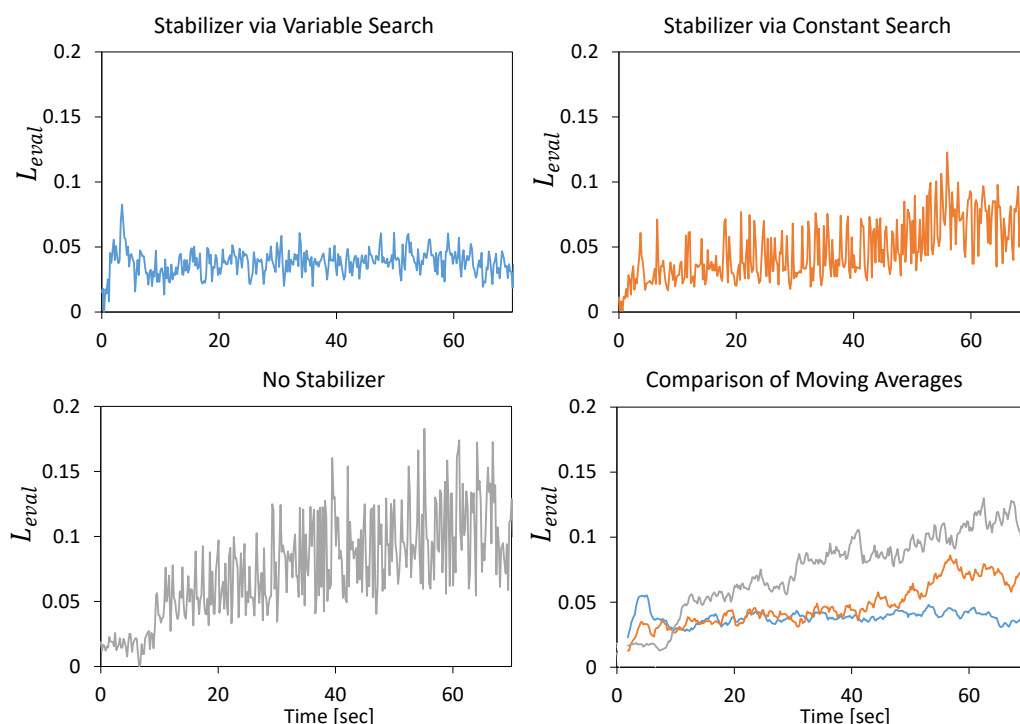 Stabilizer via Variable Search
0.2
0.15
0.1
0.05
0
L_eval
0 20 40 60
Stabilizer via Constant Search
0.2
0.15
0.1
0.05
0
L_eval
0 20 40 60
No Stabilizer
0.2
0.15
0.1
0.05
0
L_eval
0 20 40 60
Time [sec]
Comparison of Moving Averages
0.2
0.15
0.1
0.05
0
L_eval
0 20 40 60
Time [sec]